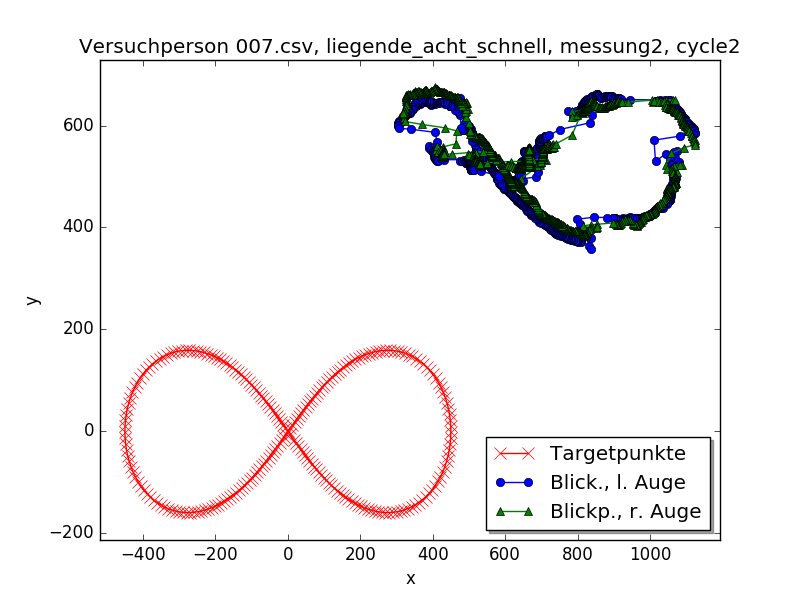 Versuchperson 007.csv, liegende_acht_schnell, messung2, cycle2
y
600
400
200
0
−200
−400
−200
0
200
400
600
800
1000
x
Targetpunkte
Blick., l. Auge
Blickp., r. Auge